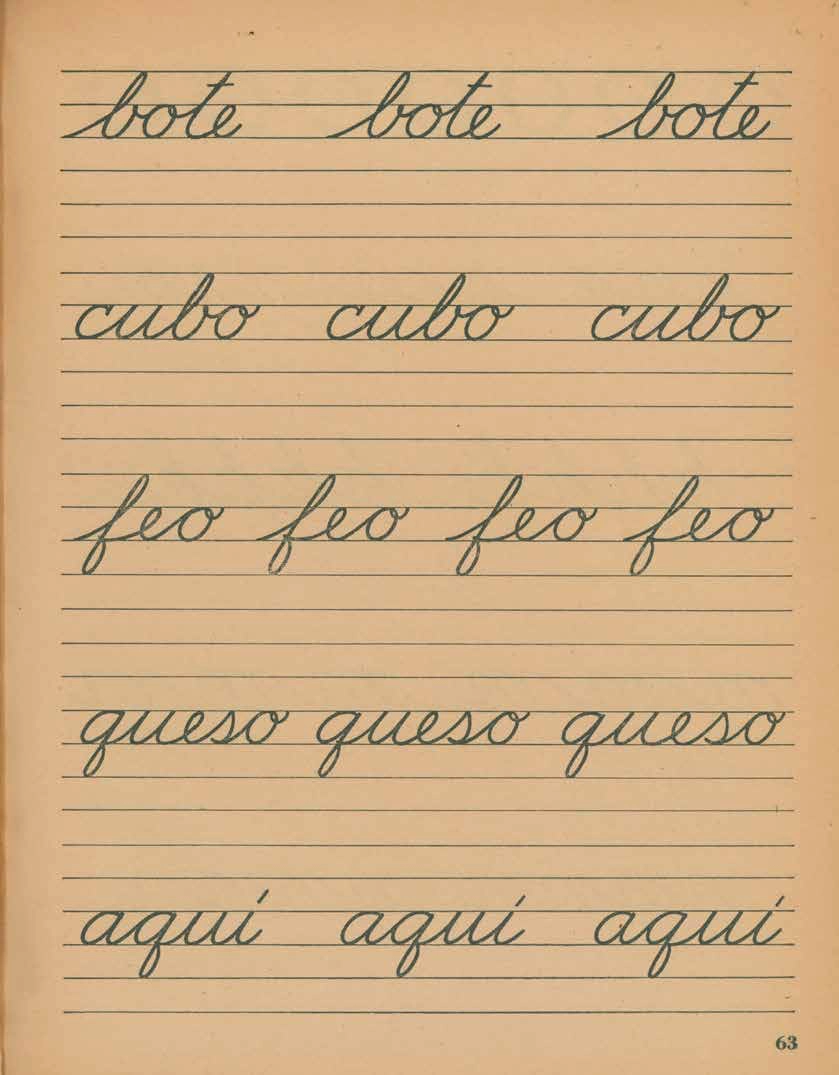 bote bote bote
cubo cubo cubo
feo feo feo feo
queso queso queso
aquí aquí aquí
63